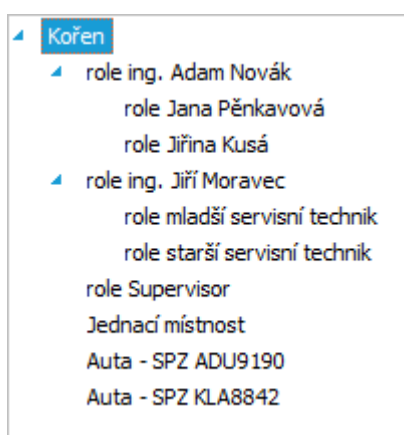 Kořen
role ing. Adam Novák
role Jana Pěnkavová
role Jiřina Kusá
role ing. Jiří Moravec
role mladší servisní technik
role starší servisní technik
role Supervisor
Jednací místnost
Auta - SPZ ADU9190
Auta - SPZ KLA8842